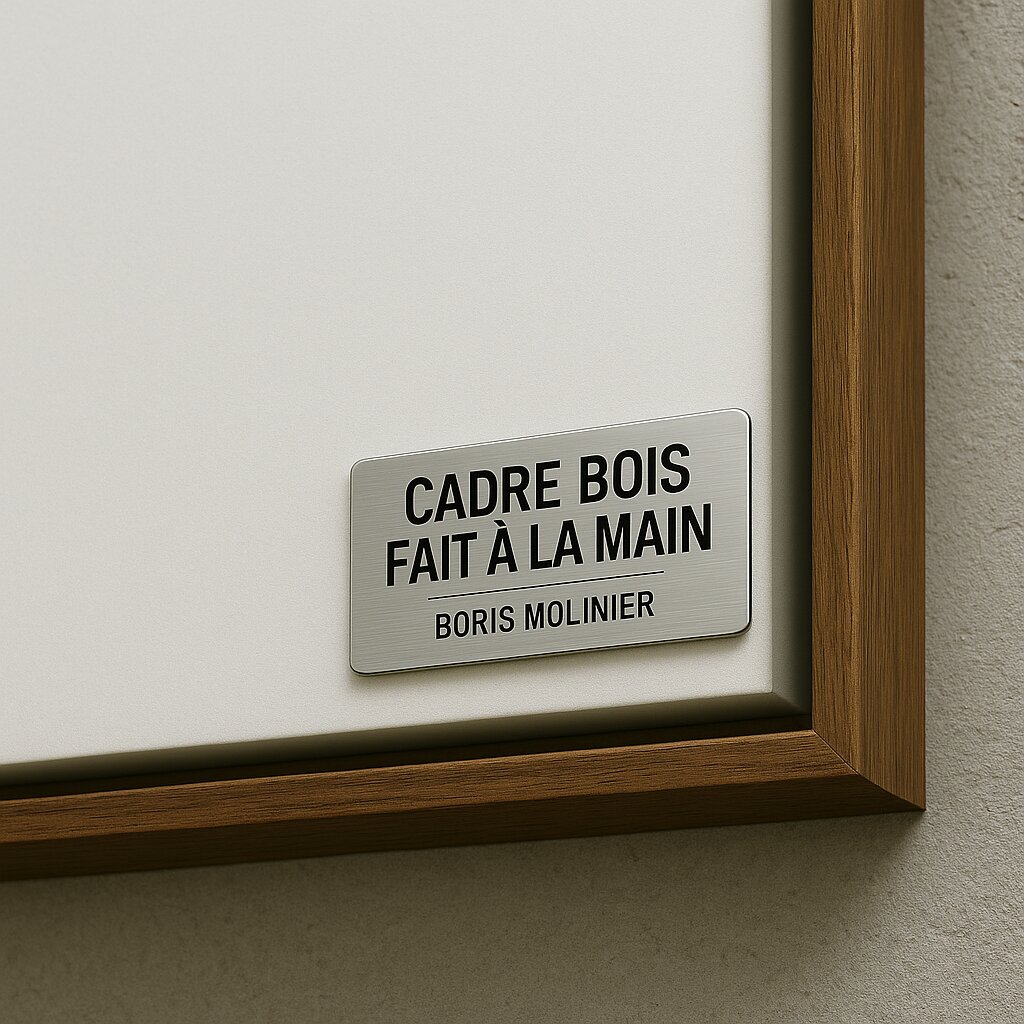 CADRE BOIS
FAIT À LA MAIN
BORIS MOLINIER